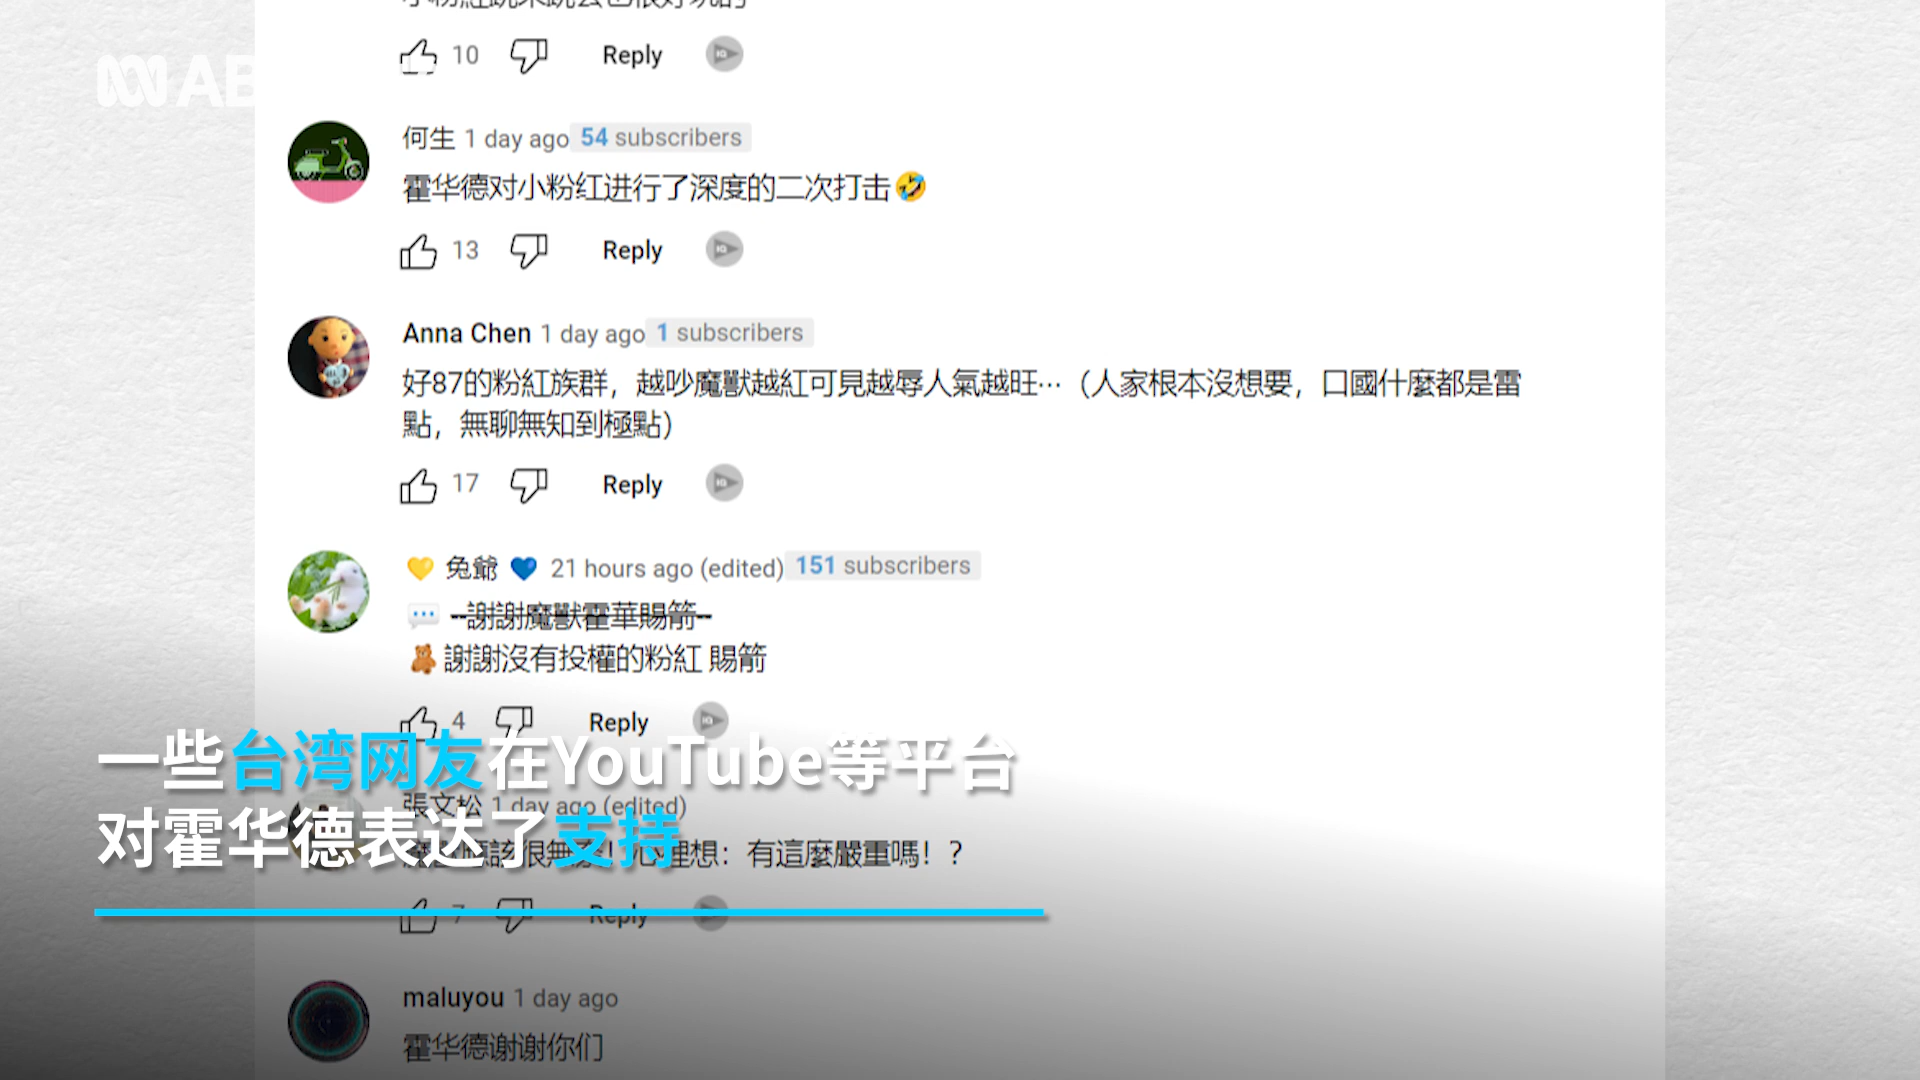 10 Reply
AB
何生 1 day ago 54 subscribers
霍华德对小粉红进行了深度的二次打击🤣
13 Reply
Anna Chen 1 day ago 1 subscribers
好87的粉紅族群，越吵魔獸越紅可見越辱人氣越旺…（人家根本沒想要，口國什麼都是雷
點，無聊無知到極點）
17 Reply
💛 兔爺 💙 21 hours ago (edited) 151 subscribers
💬 --謝謝魔獸霍華賜箭--
🧸 謝謝沒有投權的粉紅 賜箭
4 Reply
一些台湾网友在YouTube等平台
張文松 1 day ago (edited)
对霍华德表达了支持
理想：有這麼嚴重嗎！？
7 Reply
maluyou 1 day ago
霍华德谢谢你们